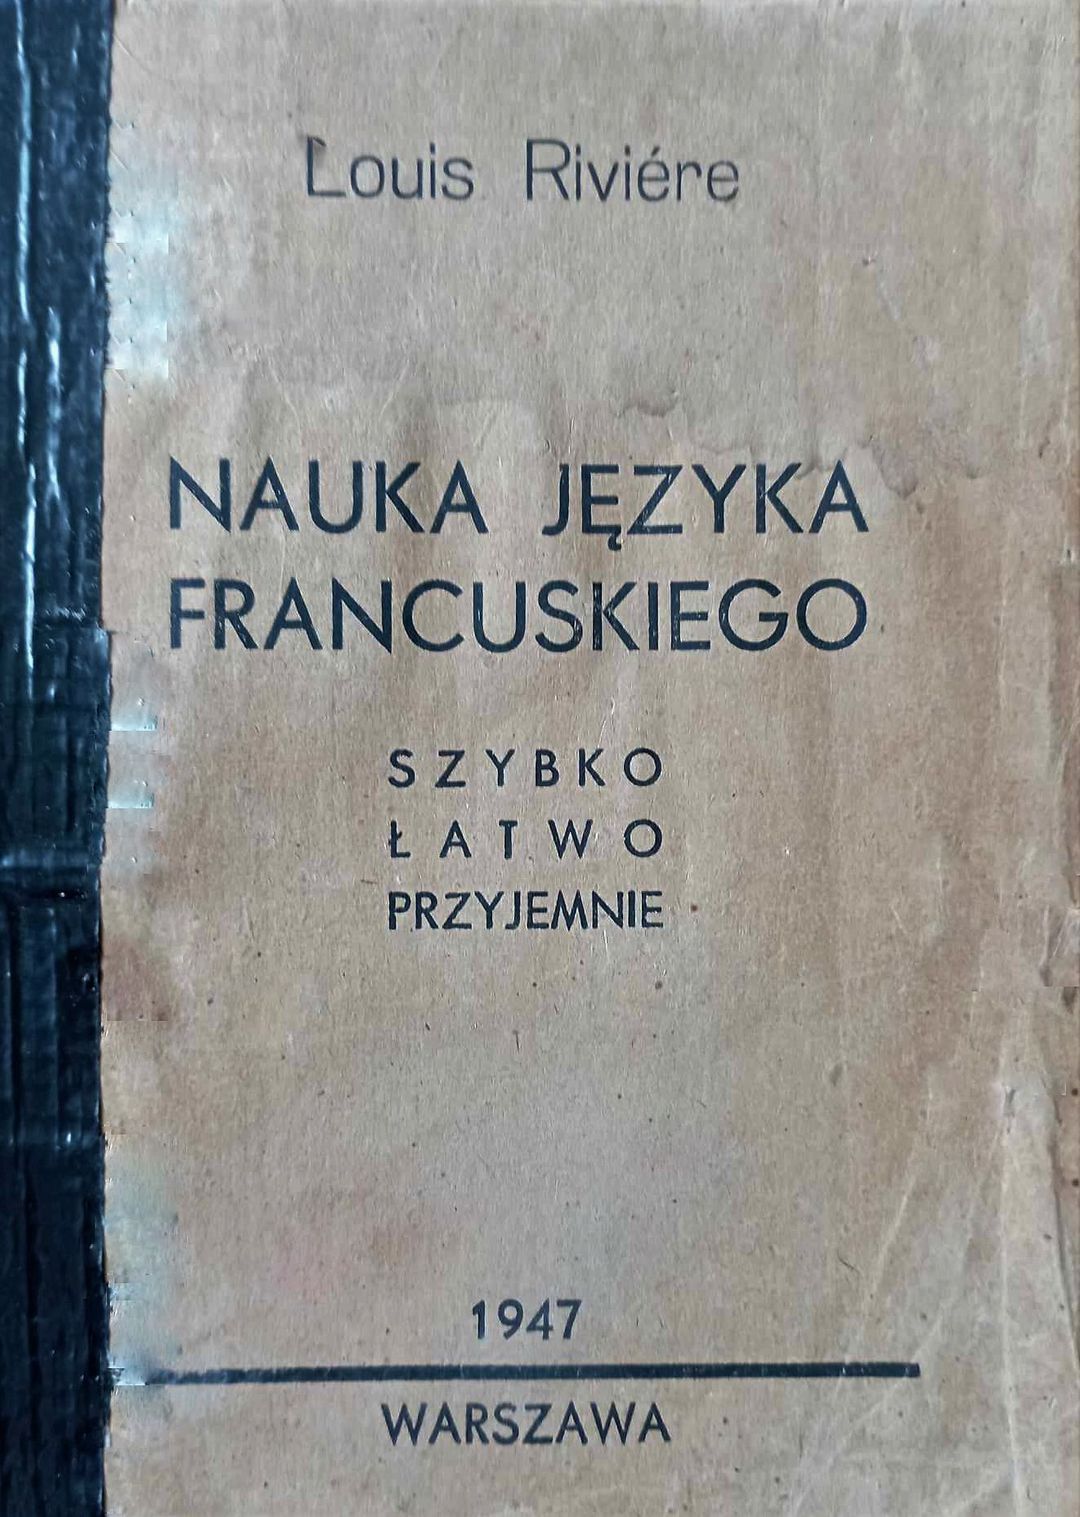 Louis Riviére
NAUKA JĘZYKA
FRANCUSKIEGO
SZYBKO
ŁATWO
PRZYJEMNIE
1947
WARSZAWA